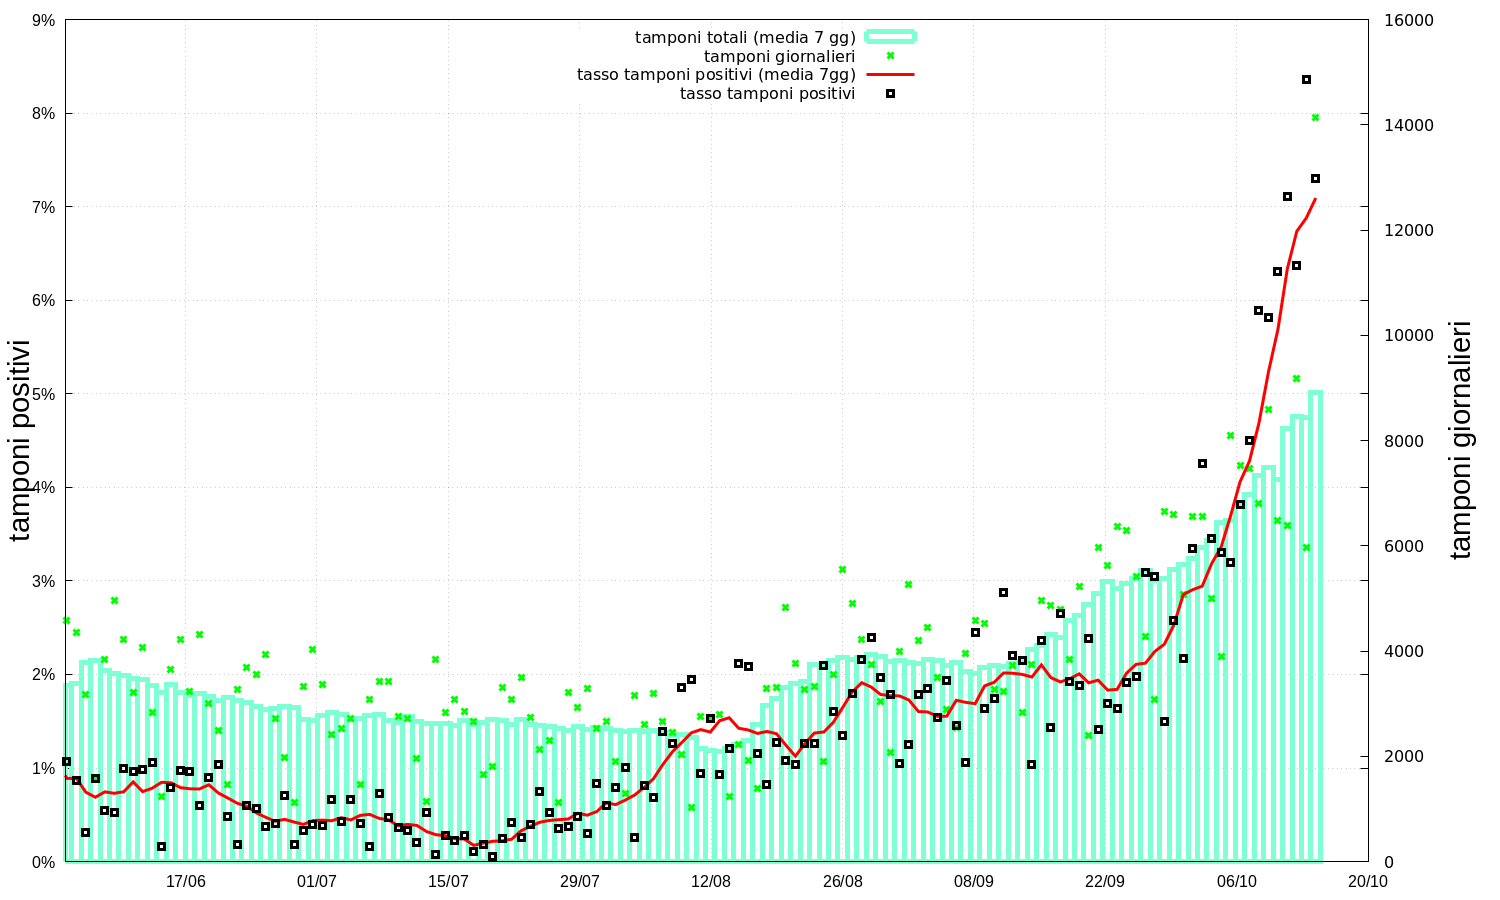 tamponi totali (media 7 gg)
tamponi giornalieri
tasso tamponi positivi (media 7gg)
tasso tamponi positivi
9%
8%
7%
6%
5%
4%
3%
2%
1%
0%
tamponi positivi
16000
14000
12000
10000
8000
6000
4000
2000
0
tamponi giornalieri
17/06 01/07 15/07 29/07 12/08 26/08 08/09 22/09 06/10 20/10